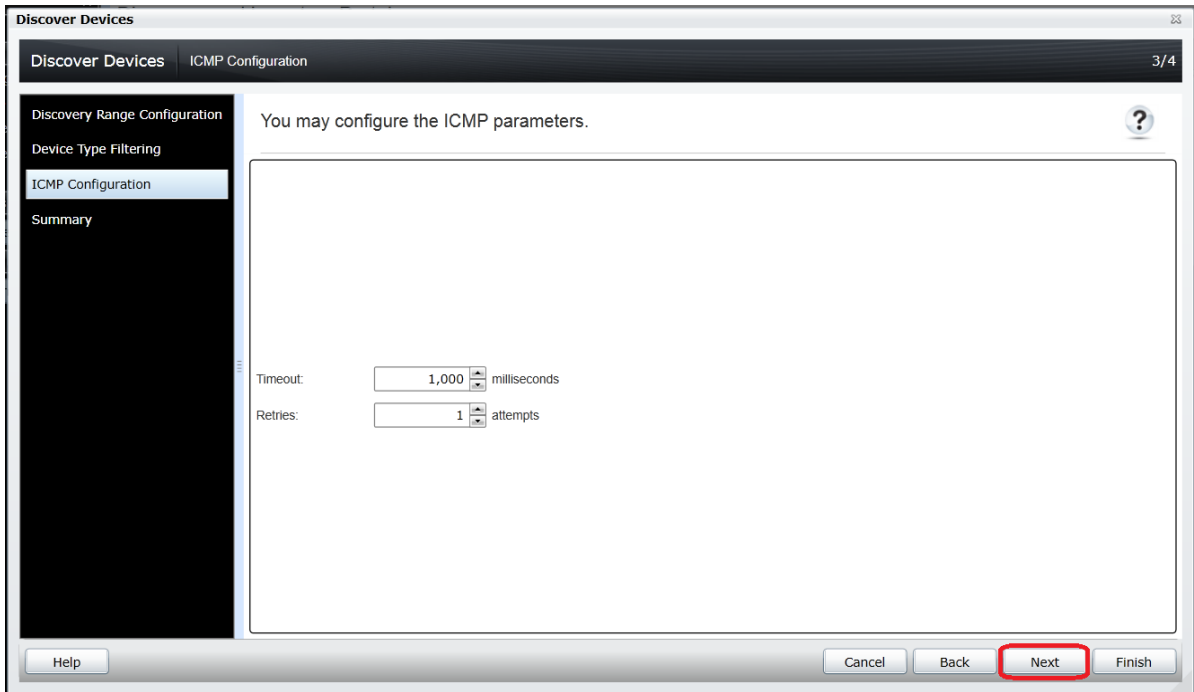 Discover Devices
Discover Devices ICMP Configuration 3/4
Discovery Range Configuration
Device Type Filtering
ICMP Configuration
Summary
You may configure the ICMP parameters.
?
Timeout: 1,000 milliseconds
Retries: 1 attempts
Help Cancel Back Next Finish